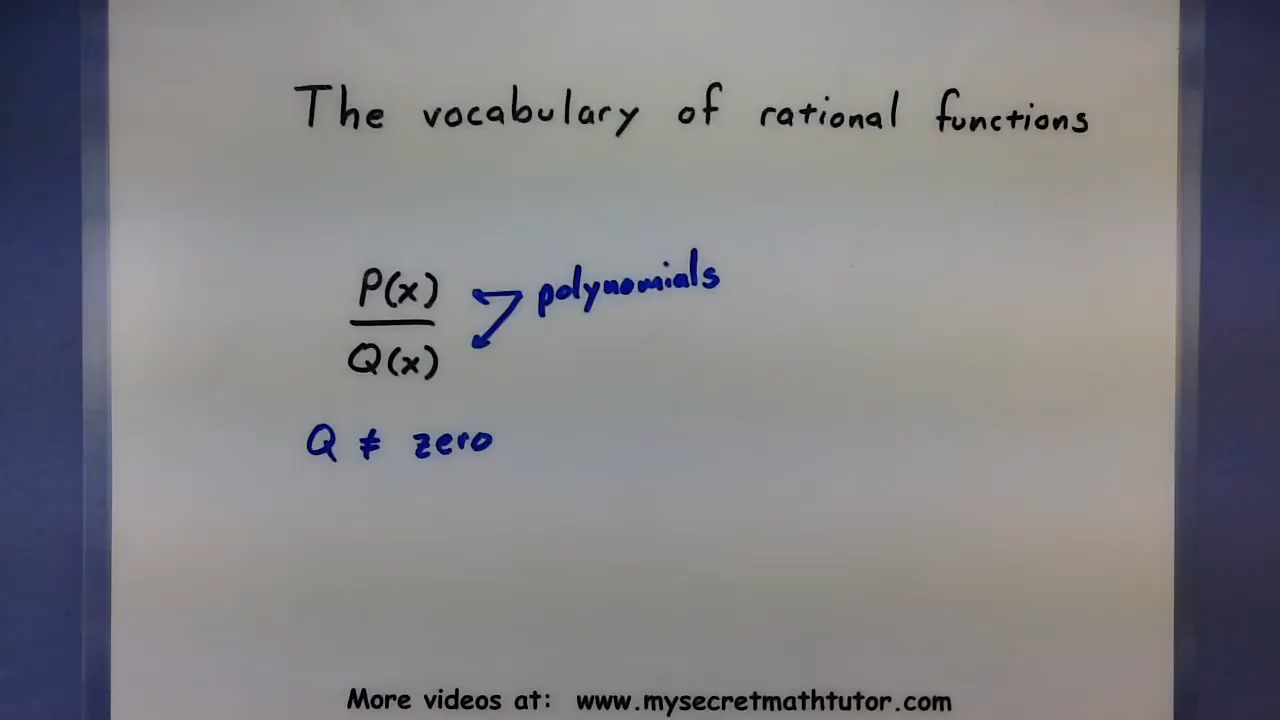 The vocabulary of rational functions
P(x)
polynomials
Q(x)
Q ≠ zero
More videos at: www.mysecretmathtutor.com